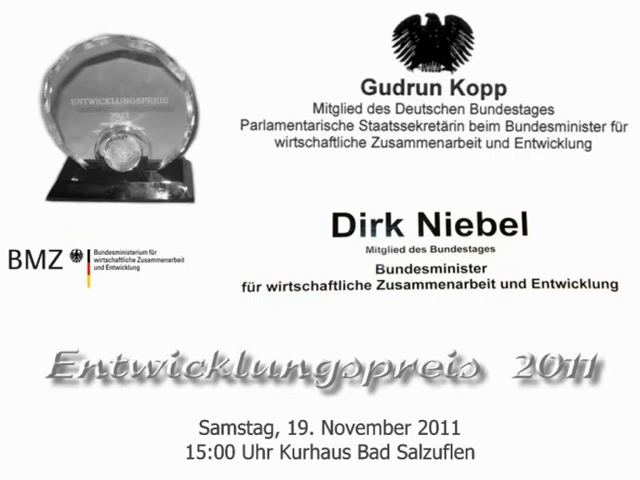 ENTWICKLUNGSPREIS
Gudrun Kopp
Mitglied des Deutschen Bundestages
Parlamentarische Staatssekretärin beim Bundesminister für
wirtschaftliche Zusammenarbeit und Entwicklung
Dirk Niebel
Mitglied des Bundestages
Bundesminister
für wirtschaftliche Zusammenarbeit und Entwicklung
BMZ
Bundesministerium für
wirtschaftliche Zusammenarbeit
und Entwicklung
Entwicklungspreis 2011
Samstag, 19. November 2011
15:00 Uhr Kurhaus Bad Salzuflen